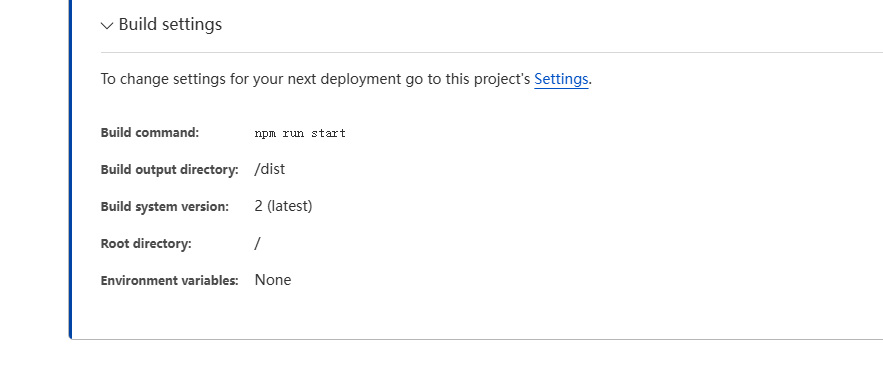 Build settings
To change settings for your next deployment go to this project's Settings.
Build command: npm run start
Build output directory: /dist
Build system version: 2 (latest)
Root directory: /
Environment variables: None